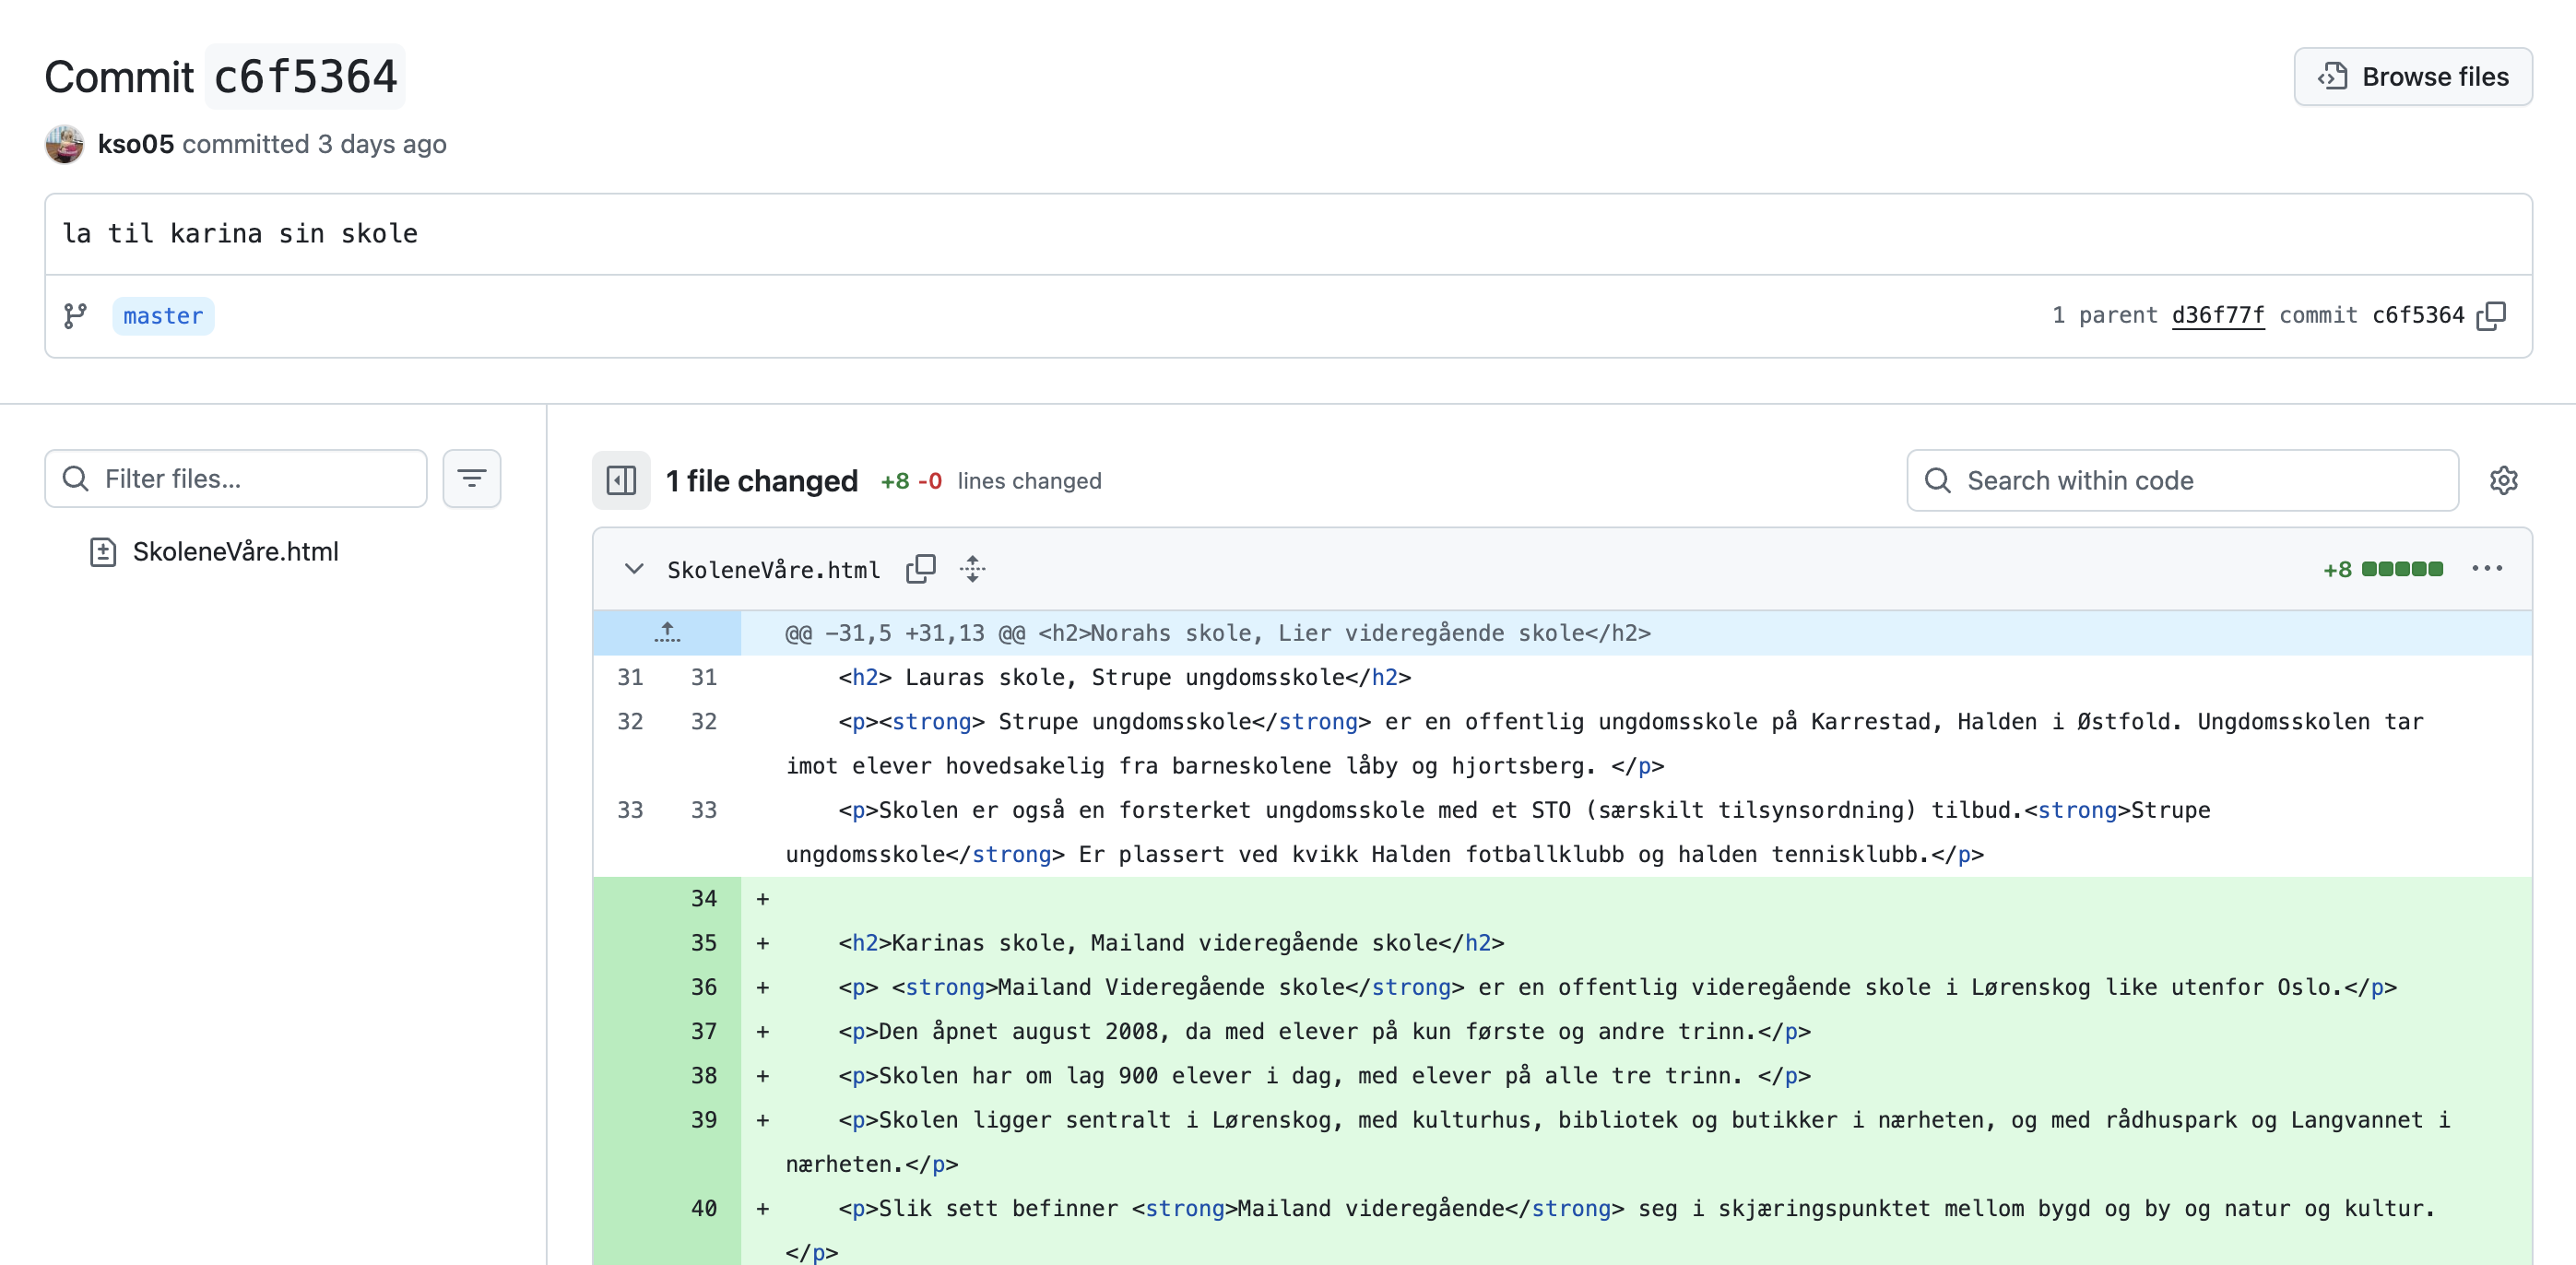 Commit c6f5364
Browse files
kso05 committed 3 days ago
la til karina sin skole
master
1 parent d36f77f commit c6f5364
Filter files...
SkoleneVåre.html
1 file changed +8 -0 lines changed
Search within code
SkoleneVåre.html
+8
@@ -31,5 +31,13 @@ <h2>Norahs skole, Lier videregående skole</h2>
31 31 <h2> Lauras skole, Strupe ungdomsskole</h2>
32 32 <p><strong> Strupe ungdomsskole</strong> er en offentlig ungdomsskole på Karrestad, Halden i Østfold. Ungdomsskolen tar
imot elever hovedsakelig fra barneskolene låby og hjortsberg. </p>
33 33 <p>Skolen er også en forsterket ungdomsskole med et STO (særskilt tilsynsordning) tilbud.<strong>Strupe
ungdomsskole</strong> Er plassert ved kvikk Halden fotballklubb og halden tennisklubb.</p>
34 +
35 + <h2>Karinas skole, Mailand videregående skole</h2>
36 + <p> <strong>Mailand Videregående skole</strong> er en offentlig videregående skole i Lørenskog like utenfor Oslo.</p>
37 + <p>Den åpnet august 2008, da med elever på kun første og andre trinn.</p>
38 + <p>Skolen har om lag 900 elever i dag, med elever på alle tre trinn. </p>
39 + <p>Skolen ligger sentralt i Lørenskog, med kulturhus, bibliotek og butikker i nærheten, og med rådhuspark og Langvannet i
nærheten.</p>
40 + <p>Slik sett befinner <strong>Mailand videregående</strong> seg i skjæringspunktet mellom bygd og by og natur og kultur.
</p>